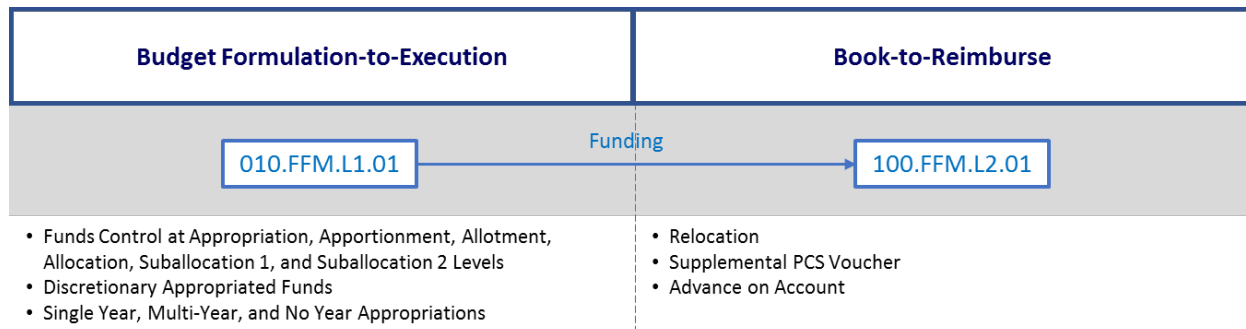 Budget Formulation-to-Execution
Book-to-Reimburse
Funding
010.FFM.L1.01
100.FFM.L2.01
• Funds Control at Appropriation, Apportionment, Allotment,
Allocation, Suballocation 1, and Suballocation 2 Levels
• Discretionary Appropriated Funds
• Single Year, Multi-Year, and No Year Appropriations
• Relocation
• Supplemental PCS Voucher
• Advance on Account